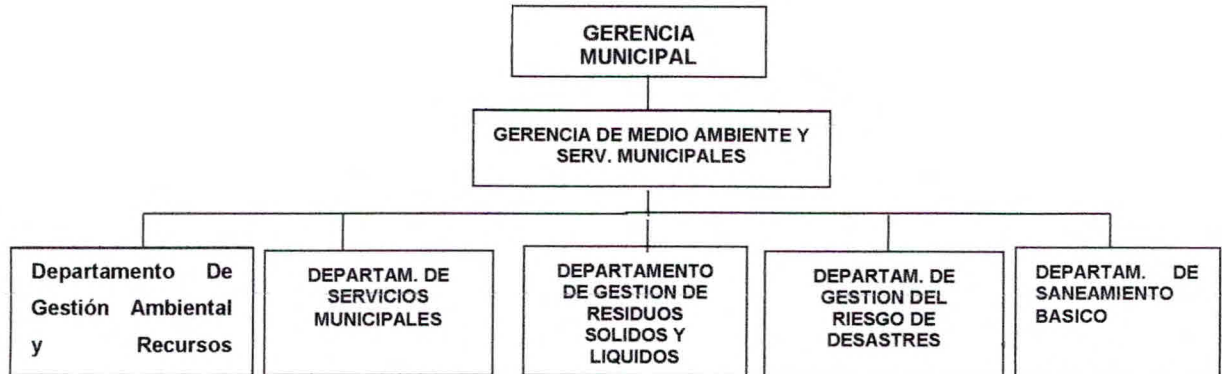 GERENCIA
MUNICIPAL
GERENCIA DE MEDIO AMBIENTE Y
SERV. MUNICIPALES
Departamento De
Gestión Ambiental
y Recursos
DEPARTAM. DE
SERVICIOS
MUNICIPALES
DEPARTAMENTO
DE GESTION DE
RESIDUOS
SOLIDOS Y
LIQUIDOS
DEPARTAM. DE
GESTION DEL
RIESGO DE
DESASTRES
DEPARTAM. DE
SANEAMIENTO
BASICO